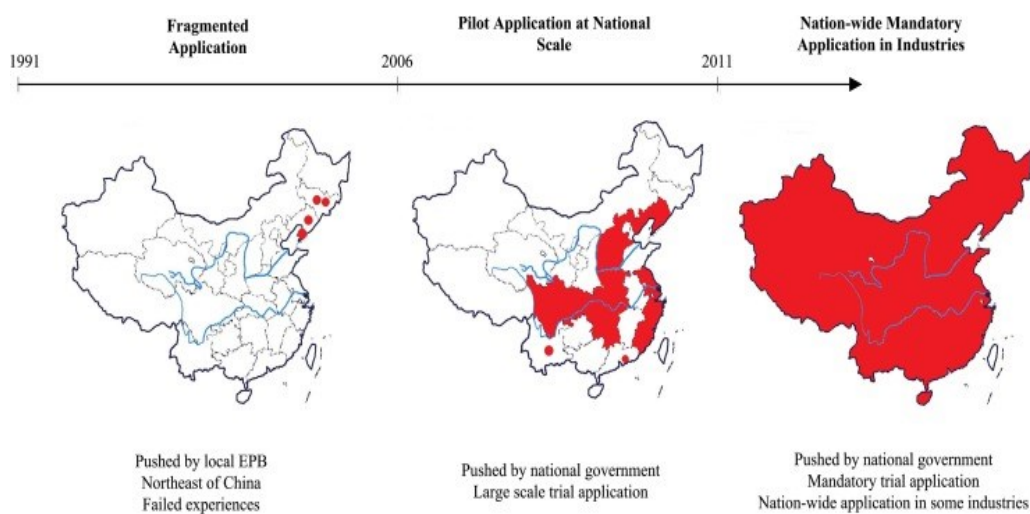 Fragmented
Application
Pilot Application at National
Scale
Nation-wide Mandatory
Application in Industries
1991
2006
2011
Pushed by local EPB
Northeast of China
Failed experiences
Pushed by national government
Large scale trial application
Pushed by national government
Mandatory trial application
Nation-wide application in some industries